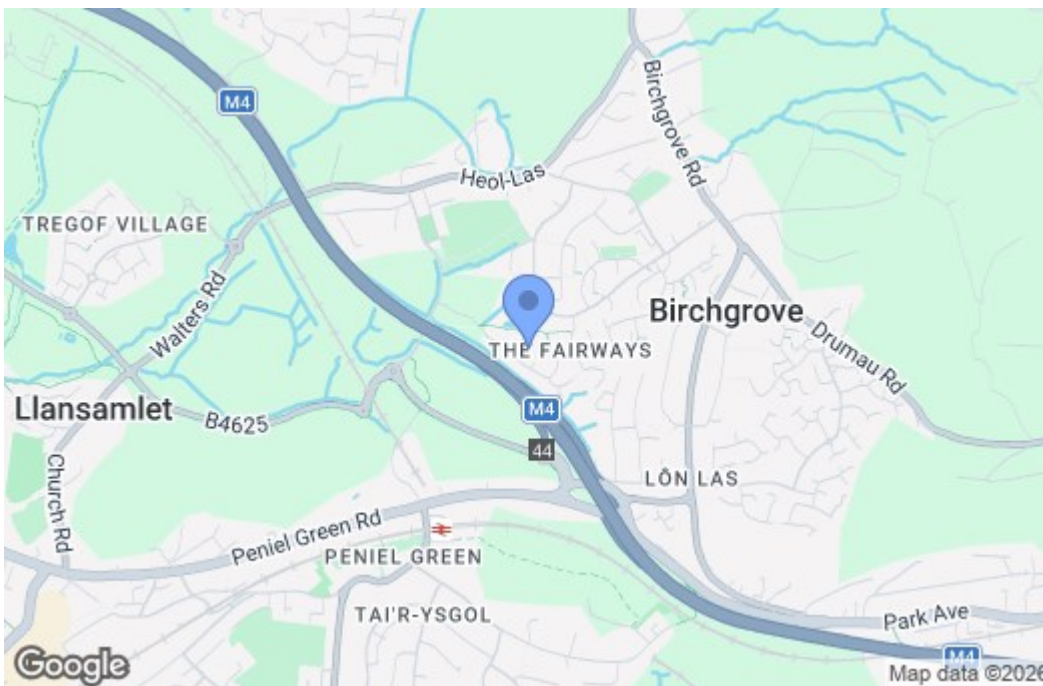 M4
Birchgrove Rd
Heol-Las
TREGOF VILLAGE
Walters Rd
Birchgrove
THE FAIRWAYS
Drumau Rd
Llansamlet
B4625
M4
44
LÔN LAS
Church Rd
Peniel Green Rd
PENIEL GREEN
TAI'R-YSGOL
Park Ave
M4
Google
Map data ©2026